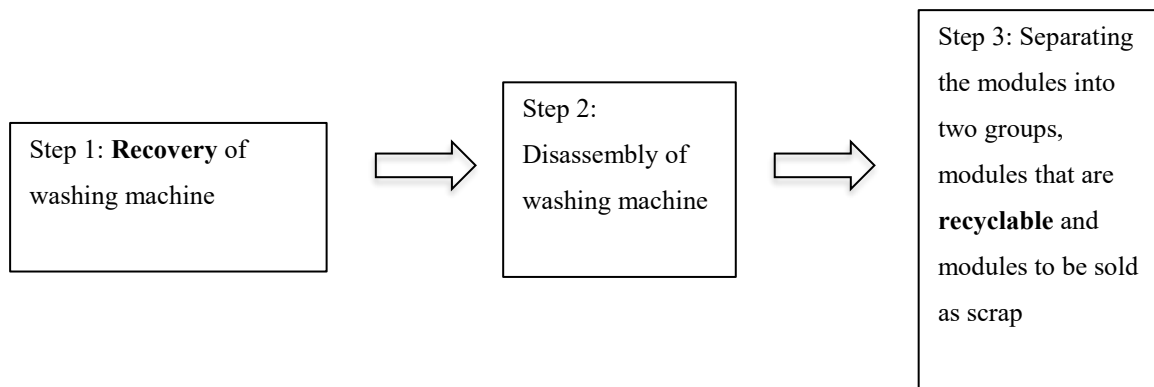 Step 1: Recovery of
washing machine
Step 2:
Disassembly of
washing machine
Step 3: Separating
the modules into
two groups,
modules that are
recyclable and
modules to be sold
as scrap